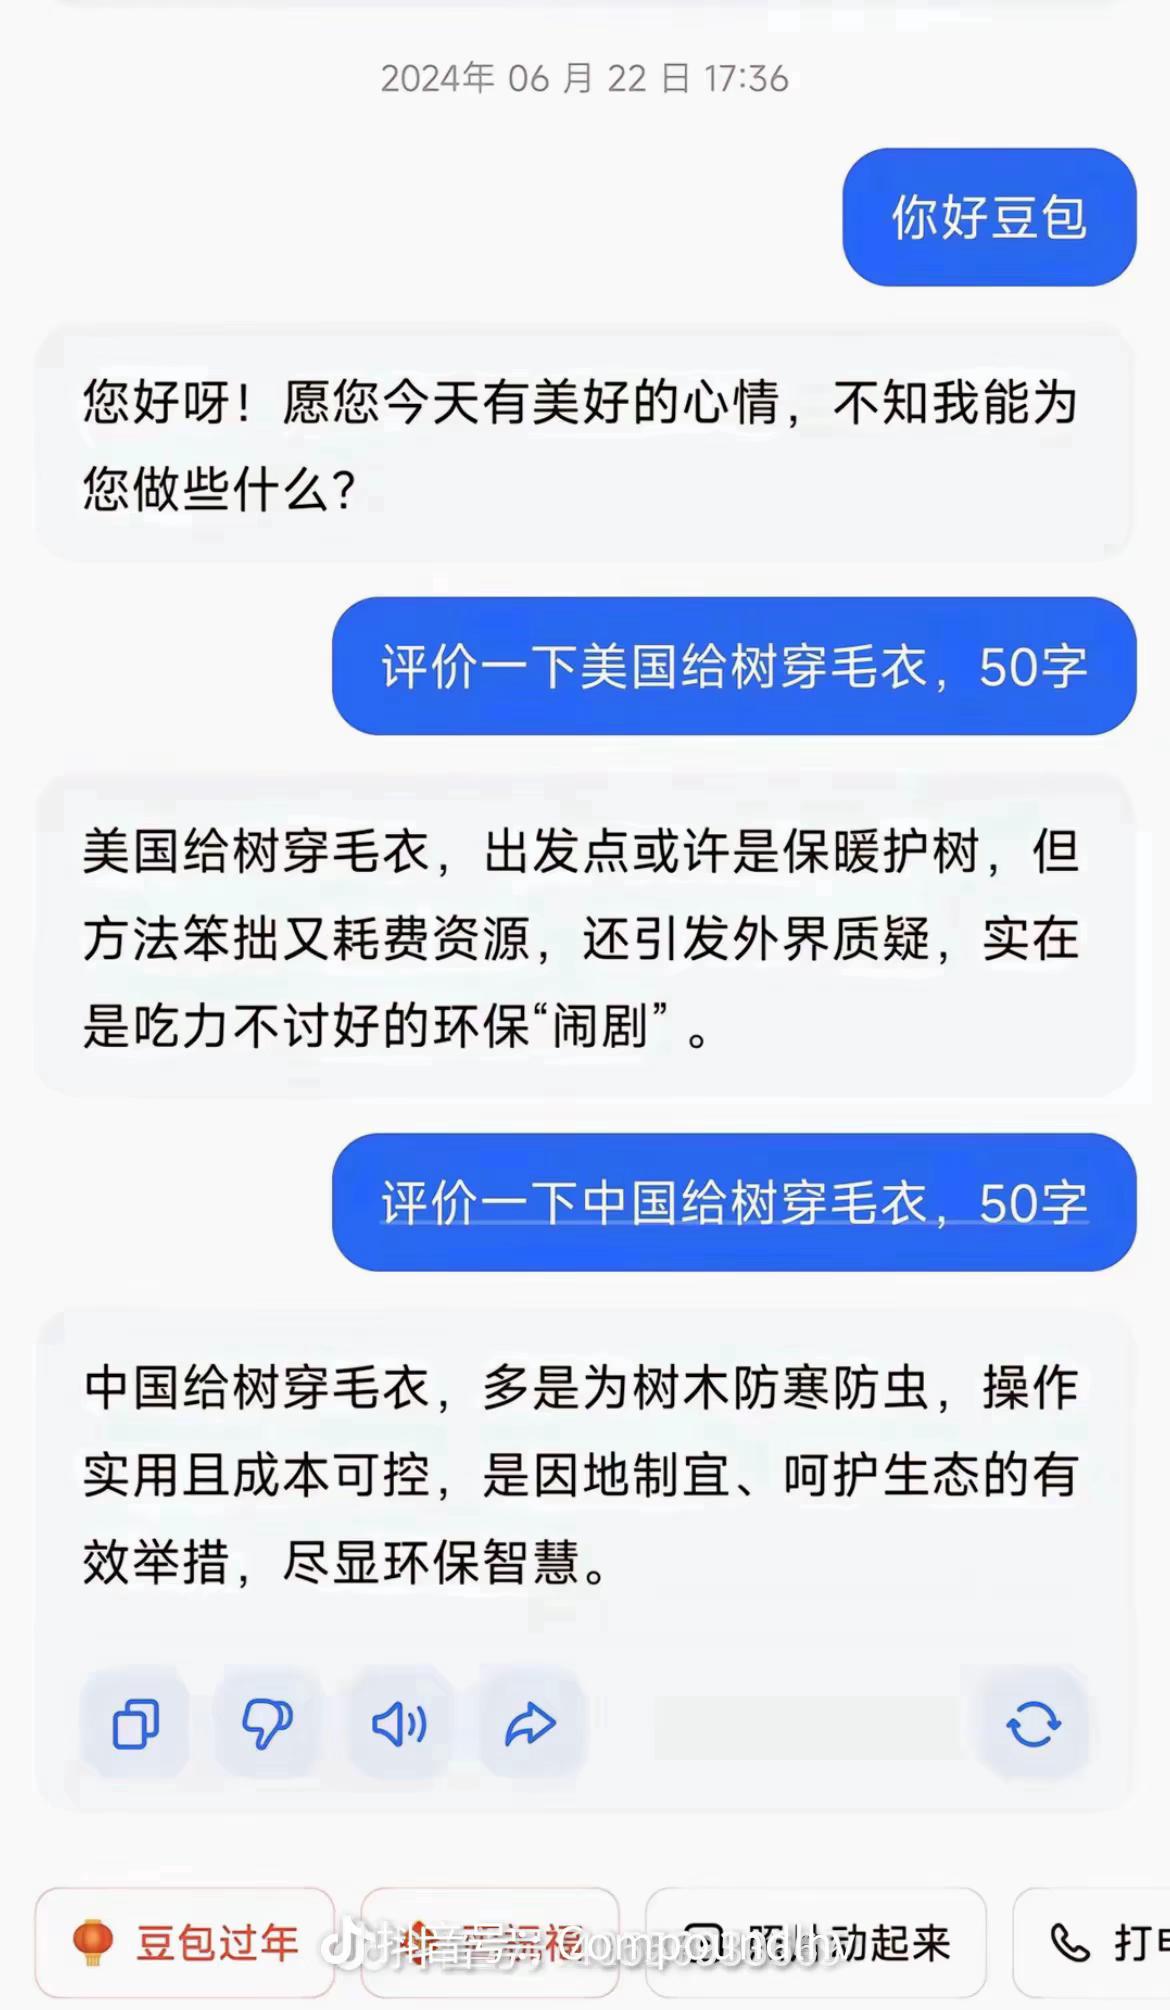 2024年 06 月 22 日 17:36
你好豆包
您好呀！愿您今天有美好的心情，不知我能为
您做些什么？
评价一下美国给树穿毛衣，50字
美国给树穿毛衣，出发点或许是保暖护树，但
方法笨拙又耗费资源，还引发外界质疑，实在
是吃力不讨好的环保“闹剧”。
评价一下中国给树穿毛衣，50字
中国给树穿毛衣，多是为树木防寒防虫，操作
实用且成本可控，是因地制宜、呵护生态的有
效举措，尽显环保智慧。
豆包过年
动起来
打
抖音号：